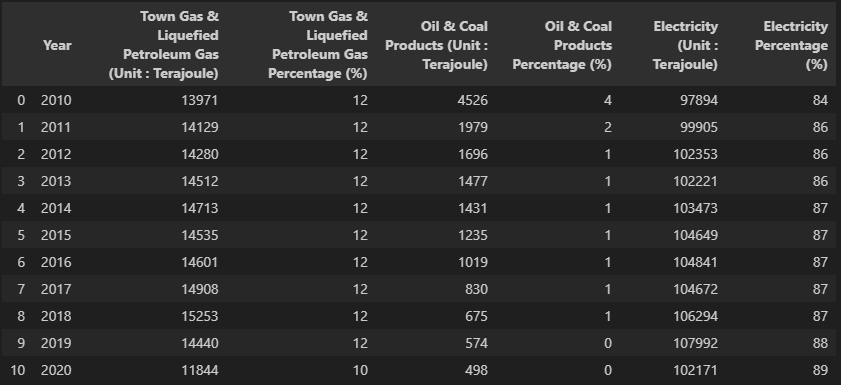 Year Town Gas & Liquefied Petroleum Gas (Unit : Terajoule) Town Gas & Liquefied Petroleum Gas Percentage (%) Oil & Coal Products (Unit : Terajoule) Oil & Coal Products Percentage (%) Electricity (Unit : Terajoule) Electricity Percentage (%)
0 2010 13971 12 4526 4 97894 84
1 2011 14129 12 1979 2 99905 86
2 2012 14280 12 1696 1 102353 86
3 2013 14512 12 1477 1 102221 86
4 2014 14713 12 1431 1 103473 87
5 2015 14535 12 1235 1 104649 87
6 2016 14601 12 1019 1 104841 87
7 2017 14908 12 830 1 104672 87
8 2018 15253 12 675 1 106294 87
9 2019 14440 12 574 0 107992 88
10 2020 11844 10 498 0 102171 89